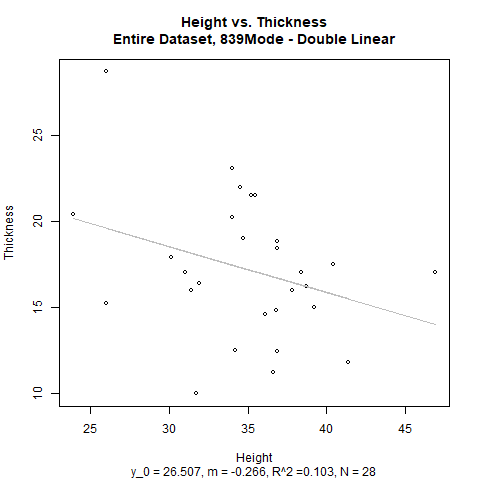 Height vs. Thickness
Entire Dataset, 839Mode - Double Linear
Thickness
25
20
15
10
25 30 35 40 45
Height
y_0 = 26.507, m = -0.266, R^2 =0.103, N = 28